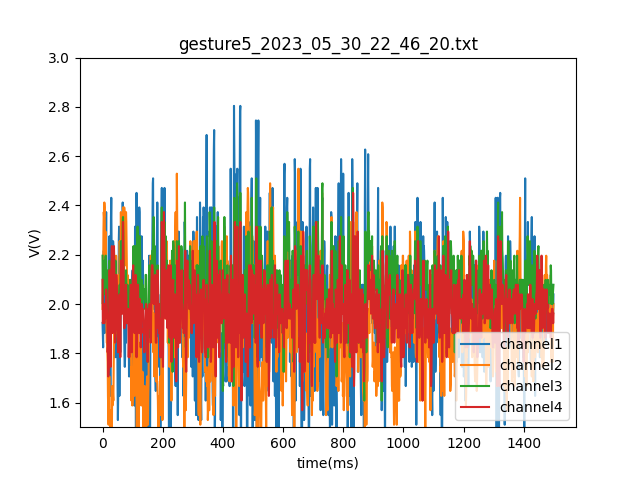 gesture5_2023_05_30_22_46_20.txt
3.0
2.8
2.6
2.4
2.2
2.0
1.8
1.6
V(V)
channel1
channel2
channel3
channel4
0 200 400 600 800 1000 1200 1400
time(ms)